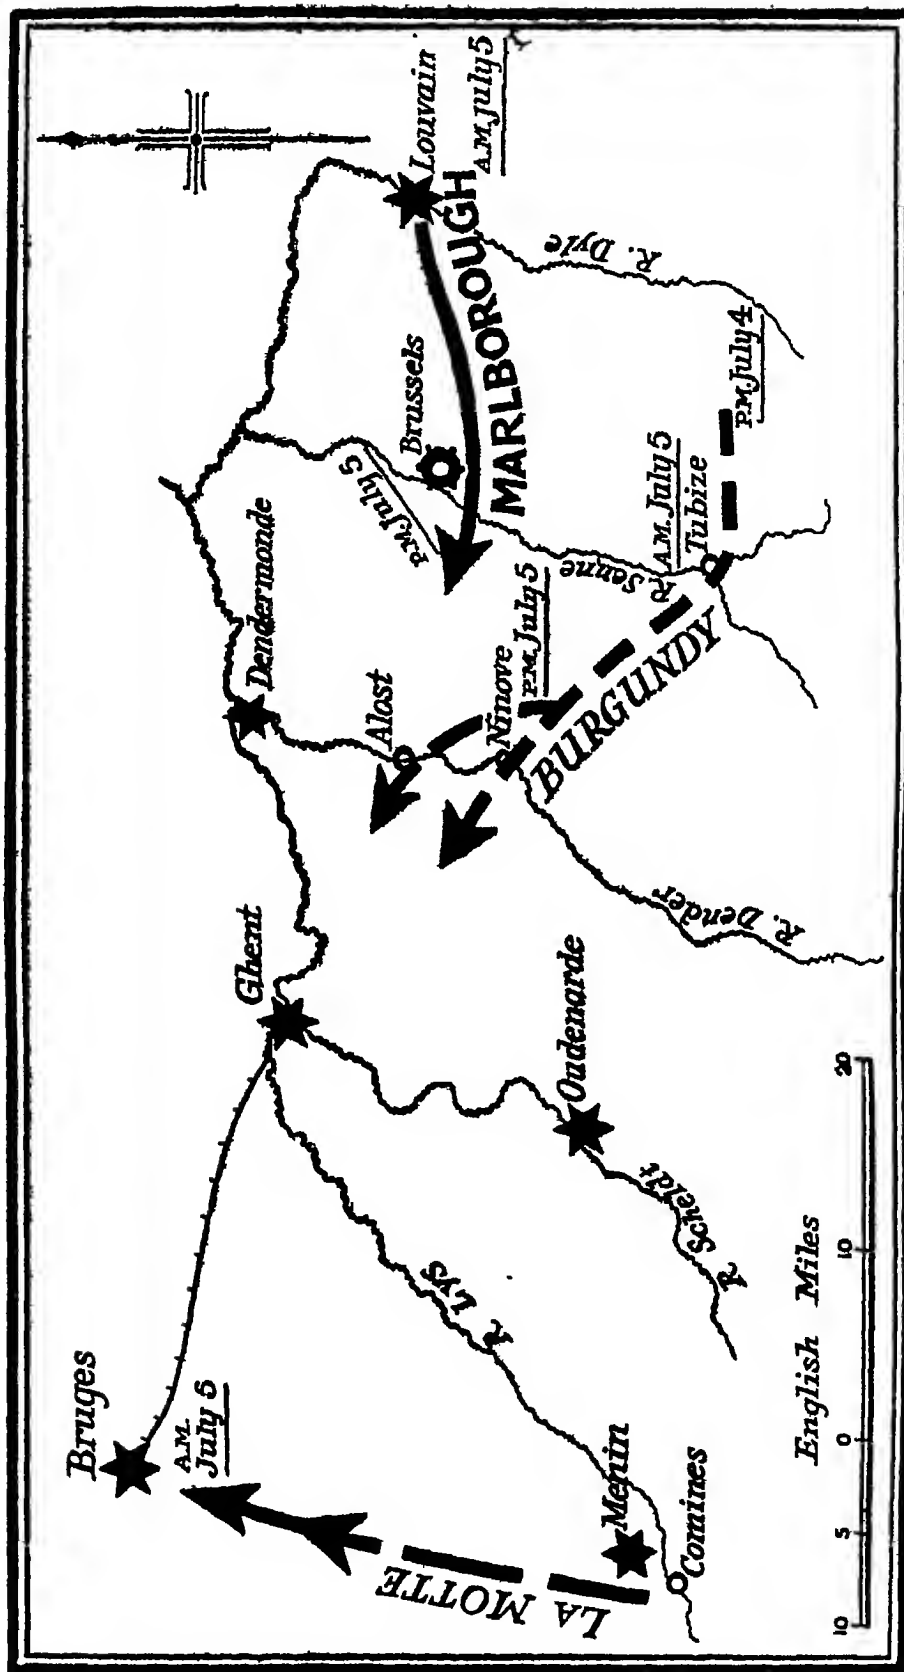 Bruges
A.M.
July 5
LA MOTTE
Menin
Comines
R. Lys
Ghent
Oudenarde
R. Scheldt
Dendermonde
Alost
Ninove
P.M. July 5
BURGUNDY
R. Dender
Brussels
P.M. July 5
MARLBOROUGH
Louvain
A.M. July 5
R. Senne
A.M. July 5
Tubize
P.M. July 4
R. Dyle
10 5 0 10 20
English Miles